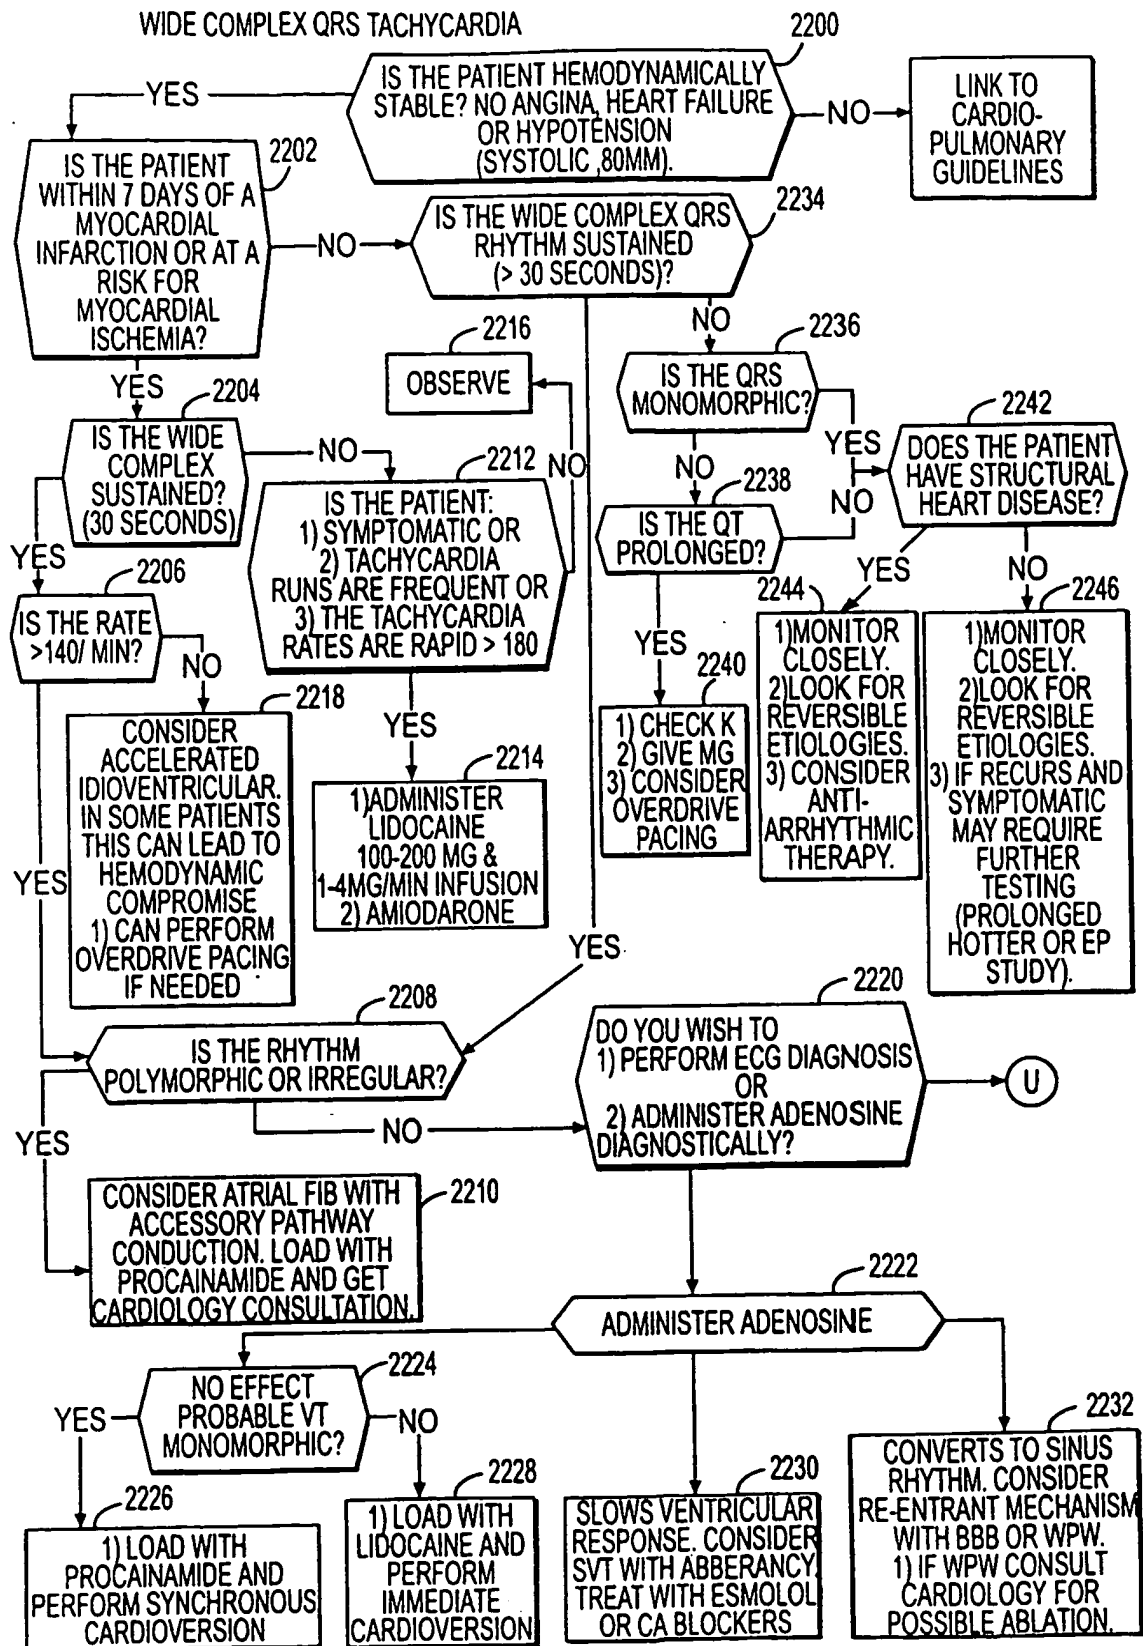 WIDE COMPLEX QRS TACHYCARDIA
2200
IS THE PATIENT HEMODYNAMICALLY
STABLE? NO ANGINA, HEART FAILURE
OR HYPOTENSION
(SYSTOLIC ,80MM).
YES
NO
LINK TO
CARDIO-
PULMONARY
GUIDELINES
2202
IS THE PATIENT
WITHIN 7 DAYS OF A
MYOCARDIAL
INFARCTION OR AT A
RISK FOR
MYOCARDIAL
ISCHEMIA?
NO
2234
IS THE WIDE COMPLEX QRS
RHYTHM SUSTAINED
(> 30 SECONDS)?
YES
NO
2216
OBSERVE
2236
IS THE QRS
MONOMORPHIC?
YES
NO
2204
IS THE WIDE
COMPLEX
SUSTAINED?
(30 SECONDS)
NO
YES
2212
IS THE PATIENT:
1) SYMPTOMATIC OR
2) TACHYCARDIA
RUNS ARE FREQUENT OR
3) THE TACHYCARDIA
RATES ARE RAPID > 180
NO
YES
2238
IS THE QT
PROLONGED?
NO
YES
2242
DOES THE PATIENT
HAVE STRUCTURAL
HEART DISEASE?
YES
NO
2206
IS THE RATE
>140/ MIN?
NO
YES
2218
CONSIDER
ACCELERATED
IDIOVENTRICULAR.
IN SOME PATIENTS
THIS CAN LEAD TO
HEMODYNAMIC
COMPROMISE
1) CAN PERFORM
OVERDRIVE PACING
IF NEEDED
2214
1)ADMINISTER
LIDOCAINE
100-200 MG &
1-4MG/MIN INFUSION
2) AMIODARONE
2240
1) CHECK K
2) GIVE MG
3) CONSIDER
OVERDRIVE
PACING
2244
1)MONITOR
CLOSELY.
2)LOOK FOR
REVERSIBLE
ETIOLOGIES.
3) CONSIDER
ANTI-
ARRHYTHMIC
THERAPY.
2246
1)MONITOR
CLOSELY.
2)LOOK FOR
REVERSIBLE
ETIOLOGIES.
3) IF RECURS AND
SYMPTOMATIC
MAY REQUIRE
FURTHER
TESTING
(PROLONGED
HOTTER OR EP
STUDY).
YES
2208
IS THE RHYTHM
POLYMORPHIC OR IRREGULAR?
YES
NO
2220
DO YOU WISH TO
1) PERFORM ECG DIAGNOSIS
OR
2) ADMINISTER ADENOSINE
DIAGNOSTICALLY?
U
2210
CONSIDER ATRIAL FIB WITH
ACCESSORY PATHWAY
CONDUCTION. LOAD WITH
PROCAINAMIDE AND GET
CARDIOLOGY CONSULTATION.
2222
ADMINISTER ADENOSINE
2224
NO EFFECT
PROBABLE VT
MONOMORPHIC?
YES
NO
2226
1) LOAD WITH
PROCAINAMIDE AND
PERFORM SYNCHRONOUS
CARDIOVERSION
2228
1) LOAD WITH
LIDOCAINE AND
PERFORM
IMMEDIATE
CARDIOVERSION
2230
SLOWS VENTRICULAR
RESPONSE. CONSIDER
SVT WITH ABBERANCY.
TREAT WITH ESMOLOL
OR CA BLOCKERS
2232
CONVERTS TO SINUS
RHYTHM. CONSIDER
RE-ENTRANT MECHANISM
WITH BBB OR WPW.
1) IF WPW CONSULT
CARDIOLOGY FOR
POSSIBLE ABLATION.